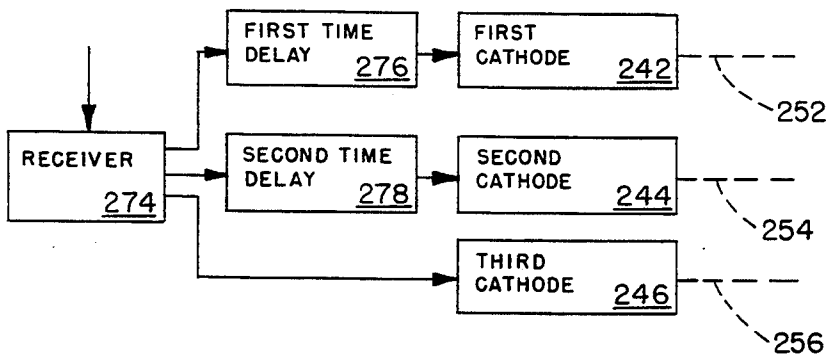 FIRST TIME
DELAY
276
FIRST
CATHODE
242
252
RECEIVER
274
SECOND TIME
DELAY
278
SECOND
CATHODE
244
254
THIRD
CATHODE
246
256